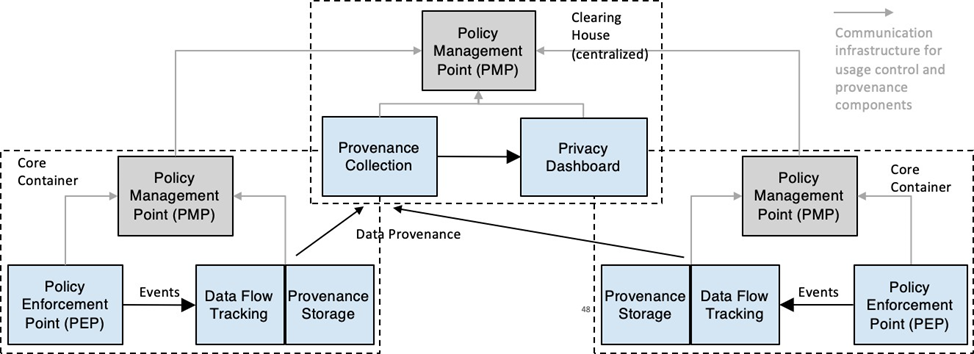 Policy
Management
Point (PMP)
Clearing
House
(centralized)
Communication
infrastructure for
usage control and
provenance
components
Provenance
Collection
Privacy
Dashboard
Core
Container
Policy
Management
Point (PMP)
Data Provenance
Policy
Management
Point (PMP)
Core
Container
Policy
Enforcement
Point (PEP)
Events
Data Flow
Tracking
Provenance
Storage
48
Provenance
Storage
Data Flow
Tracking
Events
Policy
Enforcement
Point (PEP)